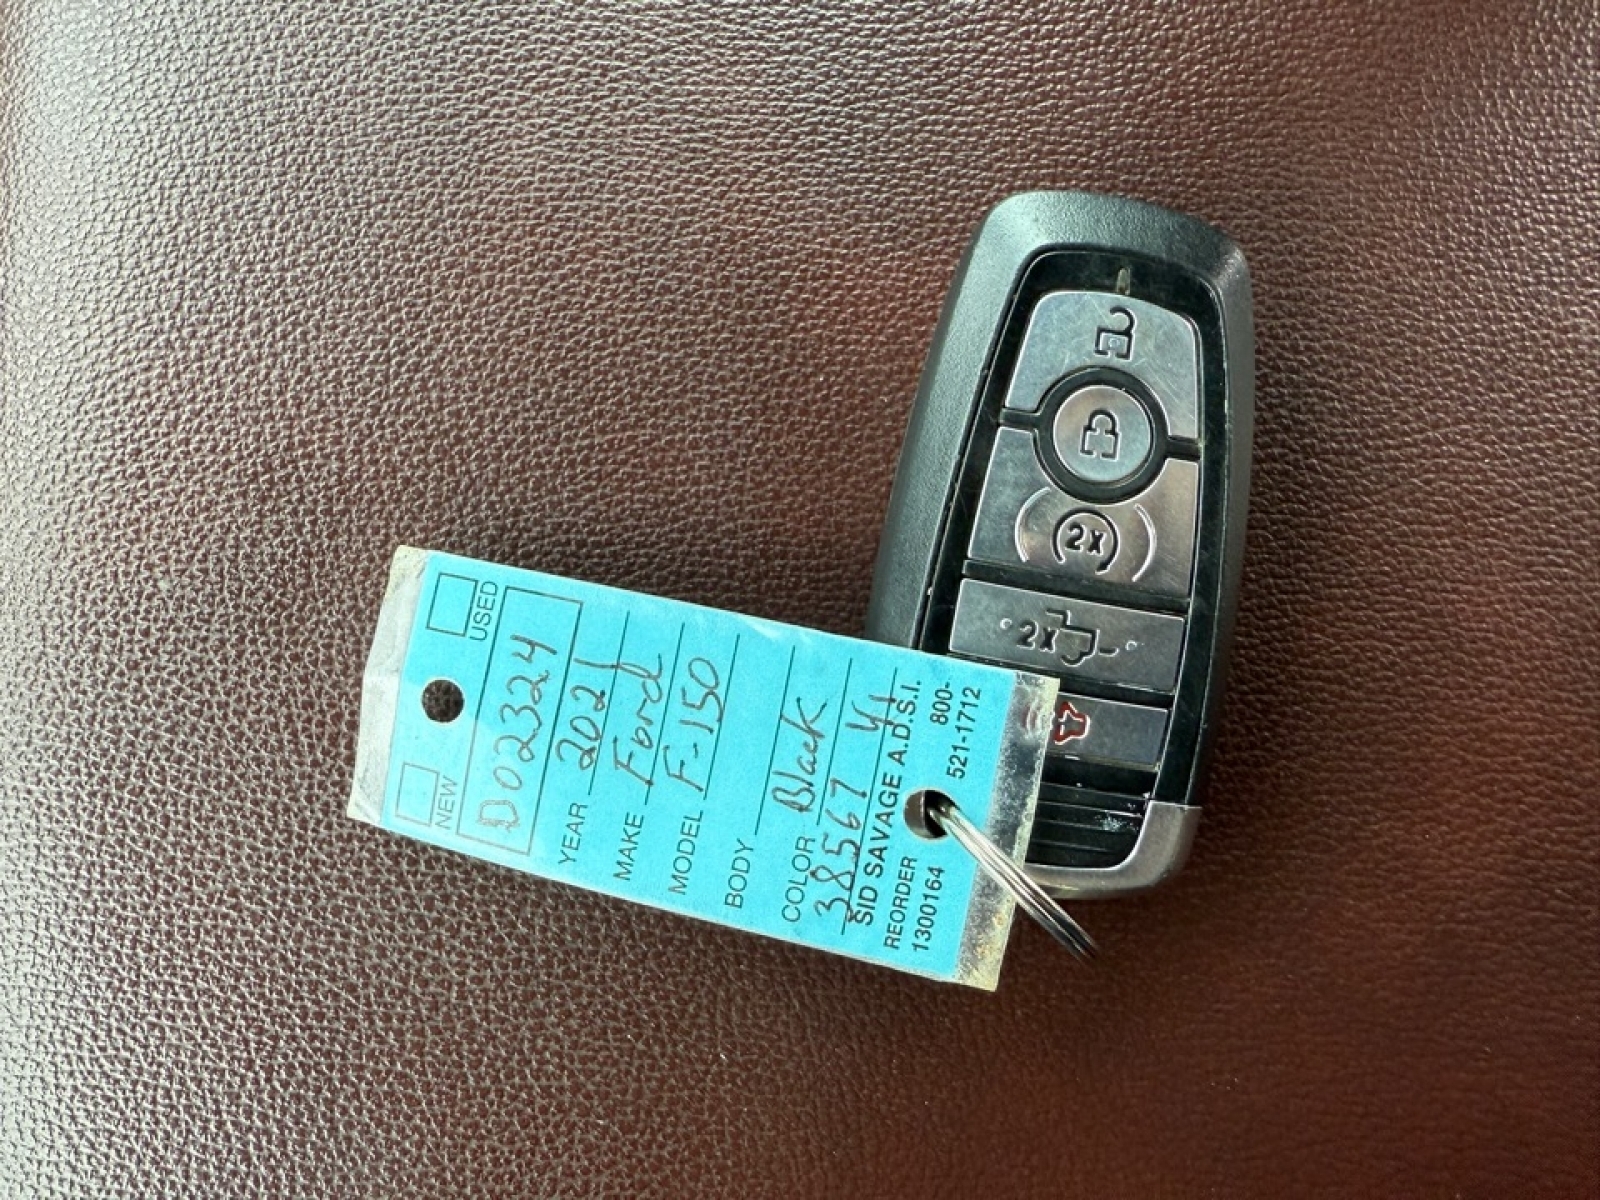 USED
NEW
D02324
YEAR 2021
MAKE Ford
MODEL F-150
BODY
COLOR Black
38567
SID SAVAGE A.D.S.I.
REORDER 800-
1300164 521-1712
2x
2x